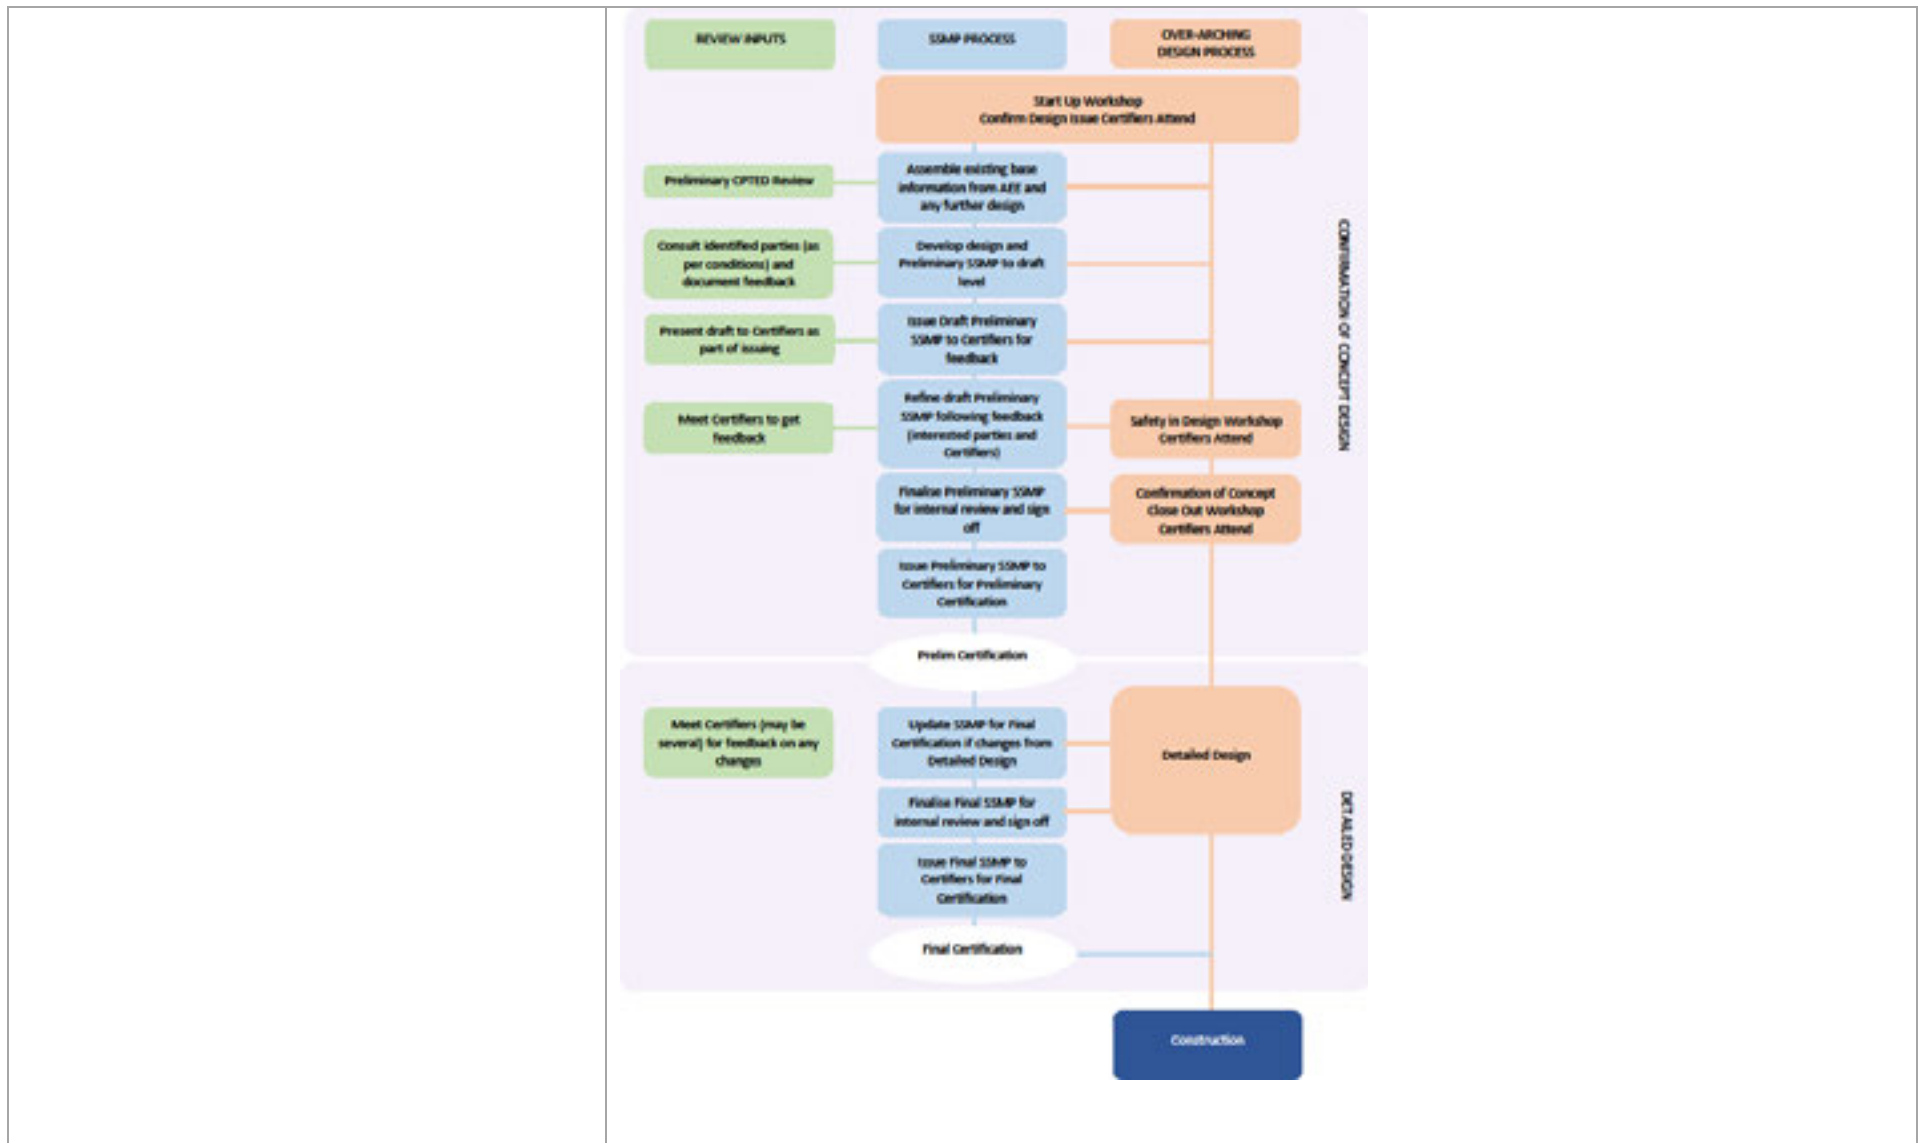 REVIEW INPUTS
SSMP PROCESS
OVER-ARCHING
DESIGN PROCESS
Start Up Workshop
Confirm Design Issue Certifiers Attend
Preliminary CPTED Review
Assemble existing base
information from AEE and
any further design
Consult identified parties (as
per conditions) and
document feedback
Develop design and
Preliminary SSMP to draft
level
Present draft to Certifiers as
part of issuing
Issue Draft Preliminary
SSMP to Certifiers for
feedback
Meet Certifiers to get
feedback
Refine draft Preliminary
SSMP following feedback
(interested parties and
Certifiers)
Safety in Design Workshop
Certifiers Attend
Finalise Preliminary SSMP
for internal review and sign
off
Confirmation of Concept
Close Out Workshop
Certifiers Attend
Issue Preliminary SSMP to
Certifiers for Preliminary
Certification
CONFIRMATION OF CONCEPT DESIGN
Prelim Certification
Meet Certifiers (may be
several) for feedback on any
changes
Update SSMP for Final
Certification if changes from
Detailed Design
Detailed Design
Finalise Final SSMP for
internal review and sign off
Issue Final SSMP to
Certifiers for Final
Certification
DETAILED DESIGN
Final Certification
Construction